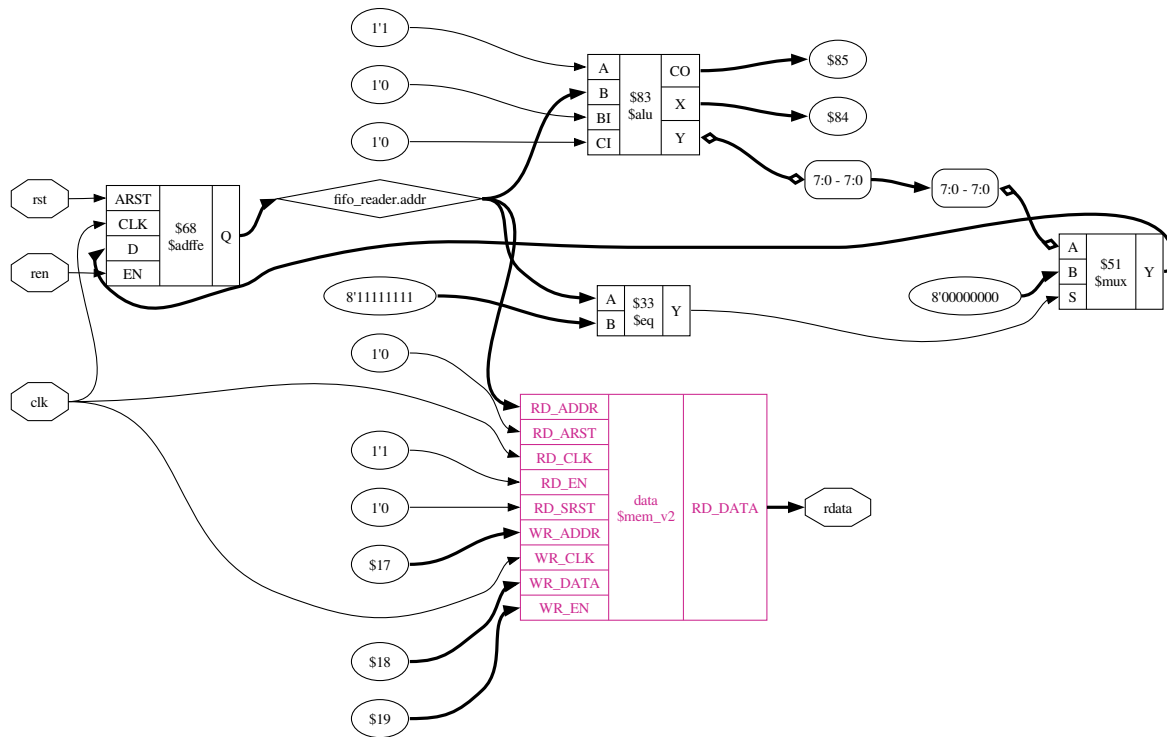 1'1
1'0
1'0
A
B
BI
CI
$83
$alu
CO
X
Y
$85
$84
7:0 - 7:0
7:0 - 7:0
rst
ren
clk
ARST
CLK
D
EN
$68
$adffe
Q
fifo_reader.addr
8'11111111
A
B
$33
$eq
Y
8'00000000
A
B
S
$51
$mux
Y
1'0
1'1
1'0
$17
$18
$19
RD_ADDR
RD_ARST
RD_CLK
RD_EN
RD_SRST
WR_ADDR
WR_CLK
WR_DATA
WR_EN
data
$mem_v2
RD_DATA
rdata